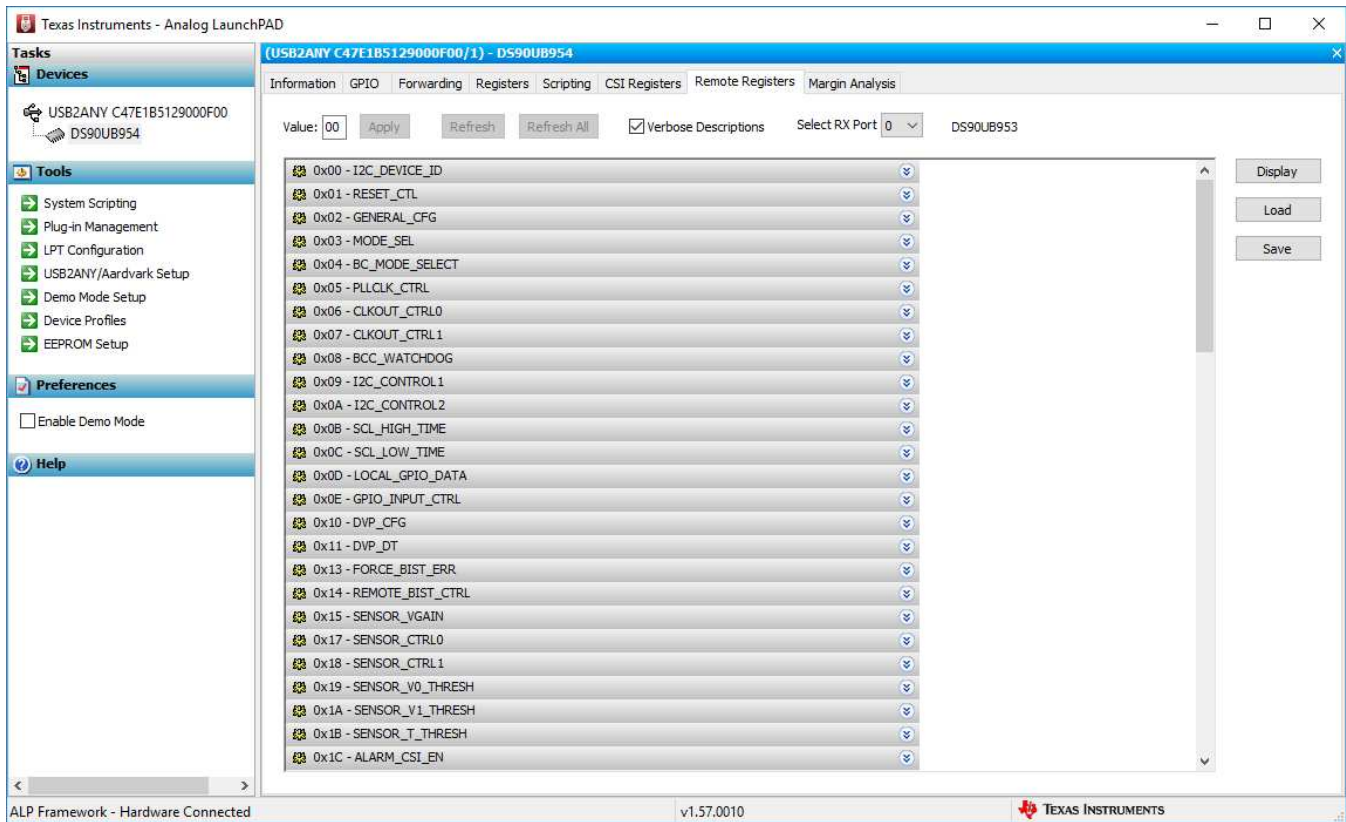 Texas Instruments - Analog LaunchPAD
Tasks
Devices
USB2ANY C47E1B5129000F00
DS90UB954
Tools
System Scripting
Plug-in Management
LPT Configuration
USB2ANY/Aardvark Setup
Demo Mode Setup
Device Profiles
EEPROM Setup
Preferences
Enable Demo Mode
Help
(USB2ANY C47E1B5129000F00/1) - DS90UB954
Information GPIO Forwarding Registers Scripting CSI Registers Remote Registers Margin Analysis
Value: 00 Apply Refresh Refresh All Verbose Descriptions Select RX Port 0 DS90UB953
0x00 - I2C_DEVICE_ID
0x01 - RESET_CTL
0x02 - GENERAL_CFG
0x03 - MODE_SEL
0x04 - BC_MODE_SELECT
0x05 - PLLCLK_CTRL
0x06 - CLKOUT_CTRL0
0x07 - CLKOUT_CTRL1
0x08 - BCC_WATCHDOG
0x09 - I2C_CONTROL1
0x0A - I2C_CONTROL2
0x0B - SCL_HIGH_TIME
0x0C - SCL_LOW_TIME
0x0D - LOCAL_GPIO_DATA
0x0E - GPIO_INPUT_CTRL
0x10 - DVP_CFG
0x11 - DVP_DT
0x13 - FORCE_BIST_ERR
0x14 - REMOTE_BIST_CTRL
0x15 - SENSOR_VGAIN
0x17 - SENSOR_CTRL0
0x18 - SENSOR_CTRL1
0x19 - SENSOR_V0_THRESH
0x1A - SENSOR_V1_THRESH
0x1B - SENSOR_T_THRESH
0x1C - ALARM_CSI_EN
Display
Load
Save
ALP Framework - Hardware Connected
v1.57.0010
TEXAS INSTRUMENTS